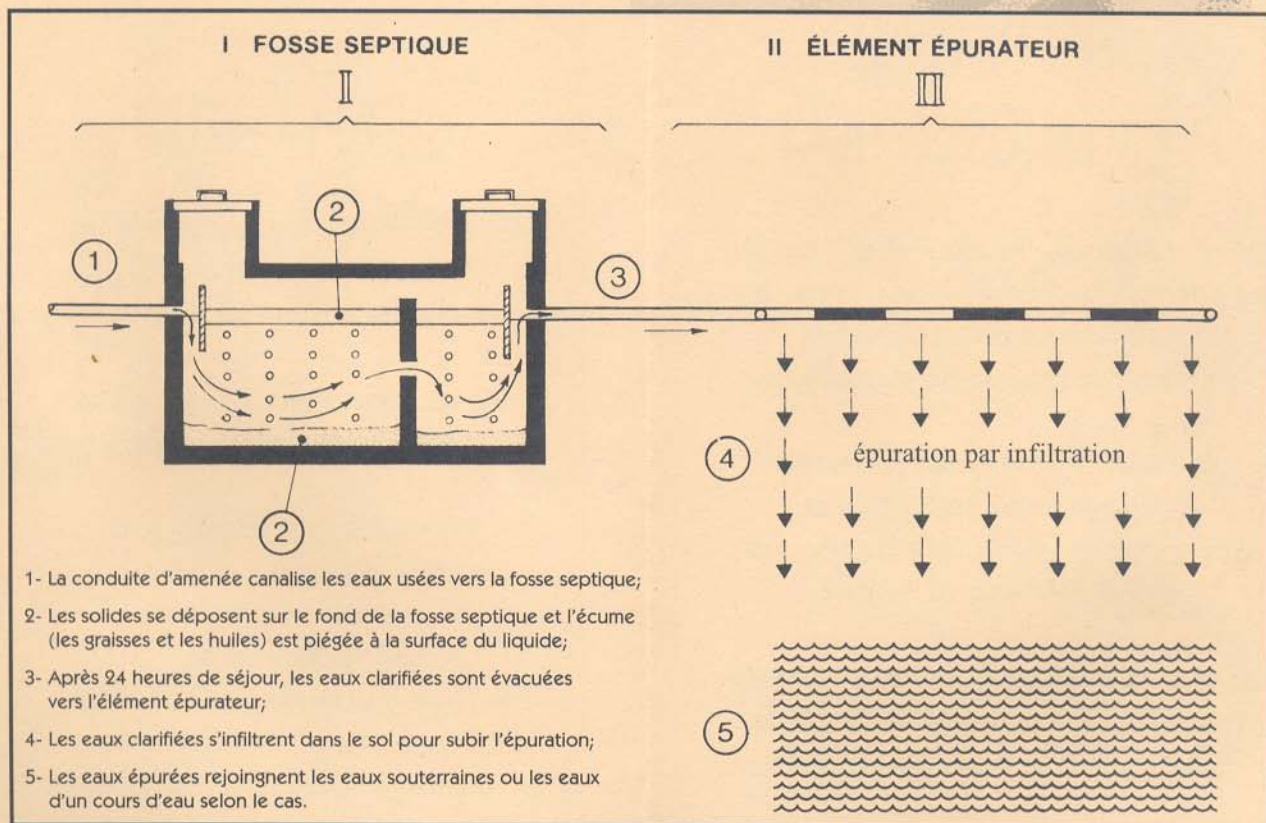 I FOSSE SEPTIQUE
II ÉLÉMENT ÉPURATEUR
I
II
2
1
3
4
épuration par infiltration
2
1- La conduite d'amenée canalise les eaux usées vers la fosse septique;
2- Les solides se déposent sur le fond de la fosse septique et l'écume
(les graisses et les huiles) est piégée à la surface du liquide;
3- Après 24 heures de séjour, les eaux clarifiées sont évacuées
vers l'élément épurateur;
4- Les eaux clarifiées s'infiltrent dans le sol pour subir l'épuration;
5- Les eaux épurées rejoingnent les eaux souterraines ou les eaux
d'un cours d'eau selon le cas.
5